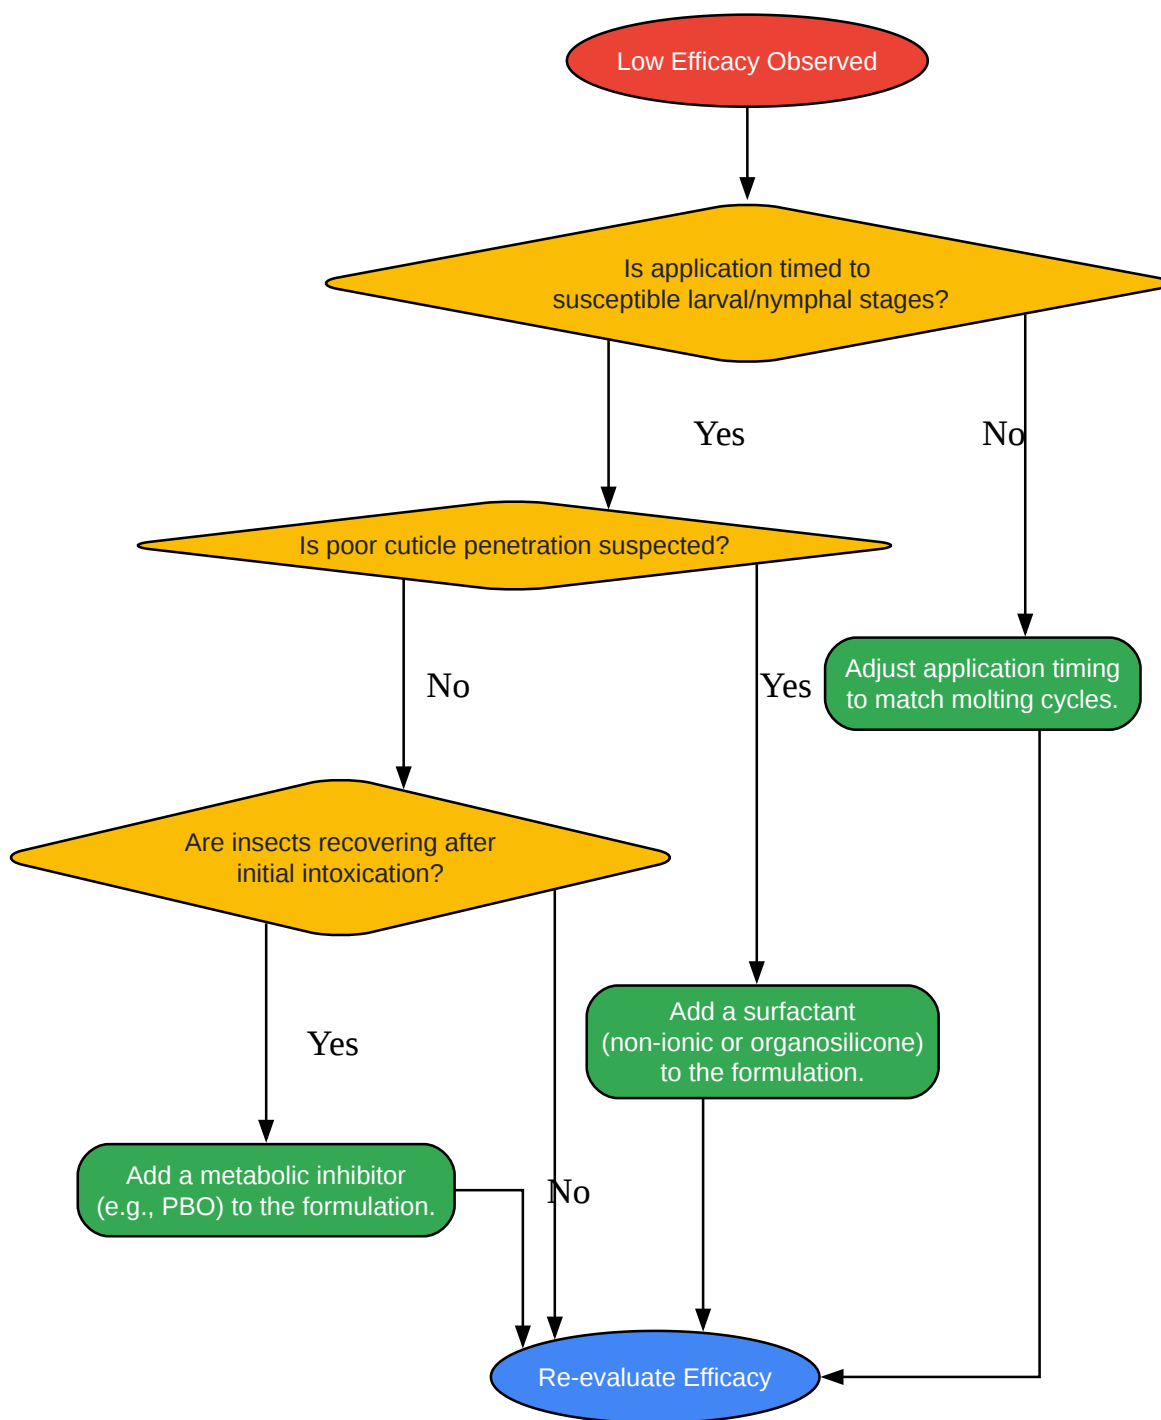 Low Efficacy Observed
Is application timed to
susceptible larval/nymphal stages?
Yes
No
Is poor cuticle penetration suspected?
No
Yes
Adjust application timing
to match molting cycles.
Are insects recovering after
initial intoxication?
Add a surfactant
(non-ionic or organosilicone)
to the formulation.
Yes
Add a metabolic inhibitor
(e.g., PBO) to the formulation.
No
Re-evaluate Efficacy